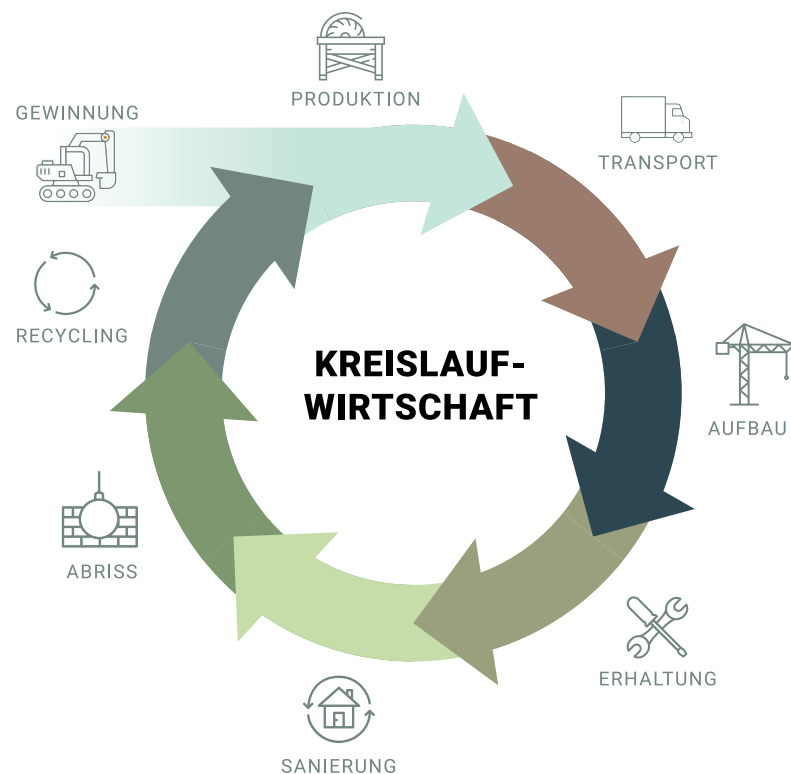 PRODUKTION
GEWINNUNG
TRANSPORT
RECYCLING
KREISLAUF-
WIRTSCHAFT
AUFBAU
ABRISS
ERHALTUNG
SANIERUNG